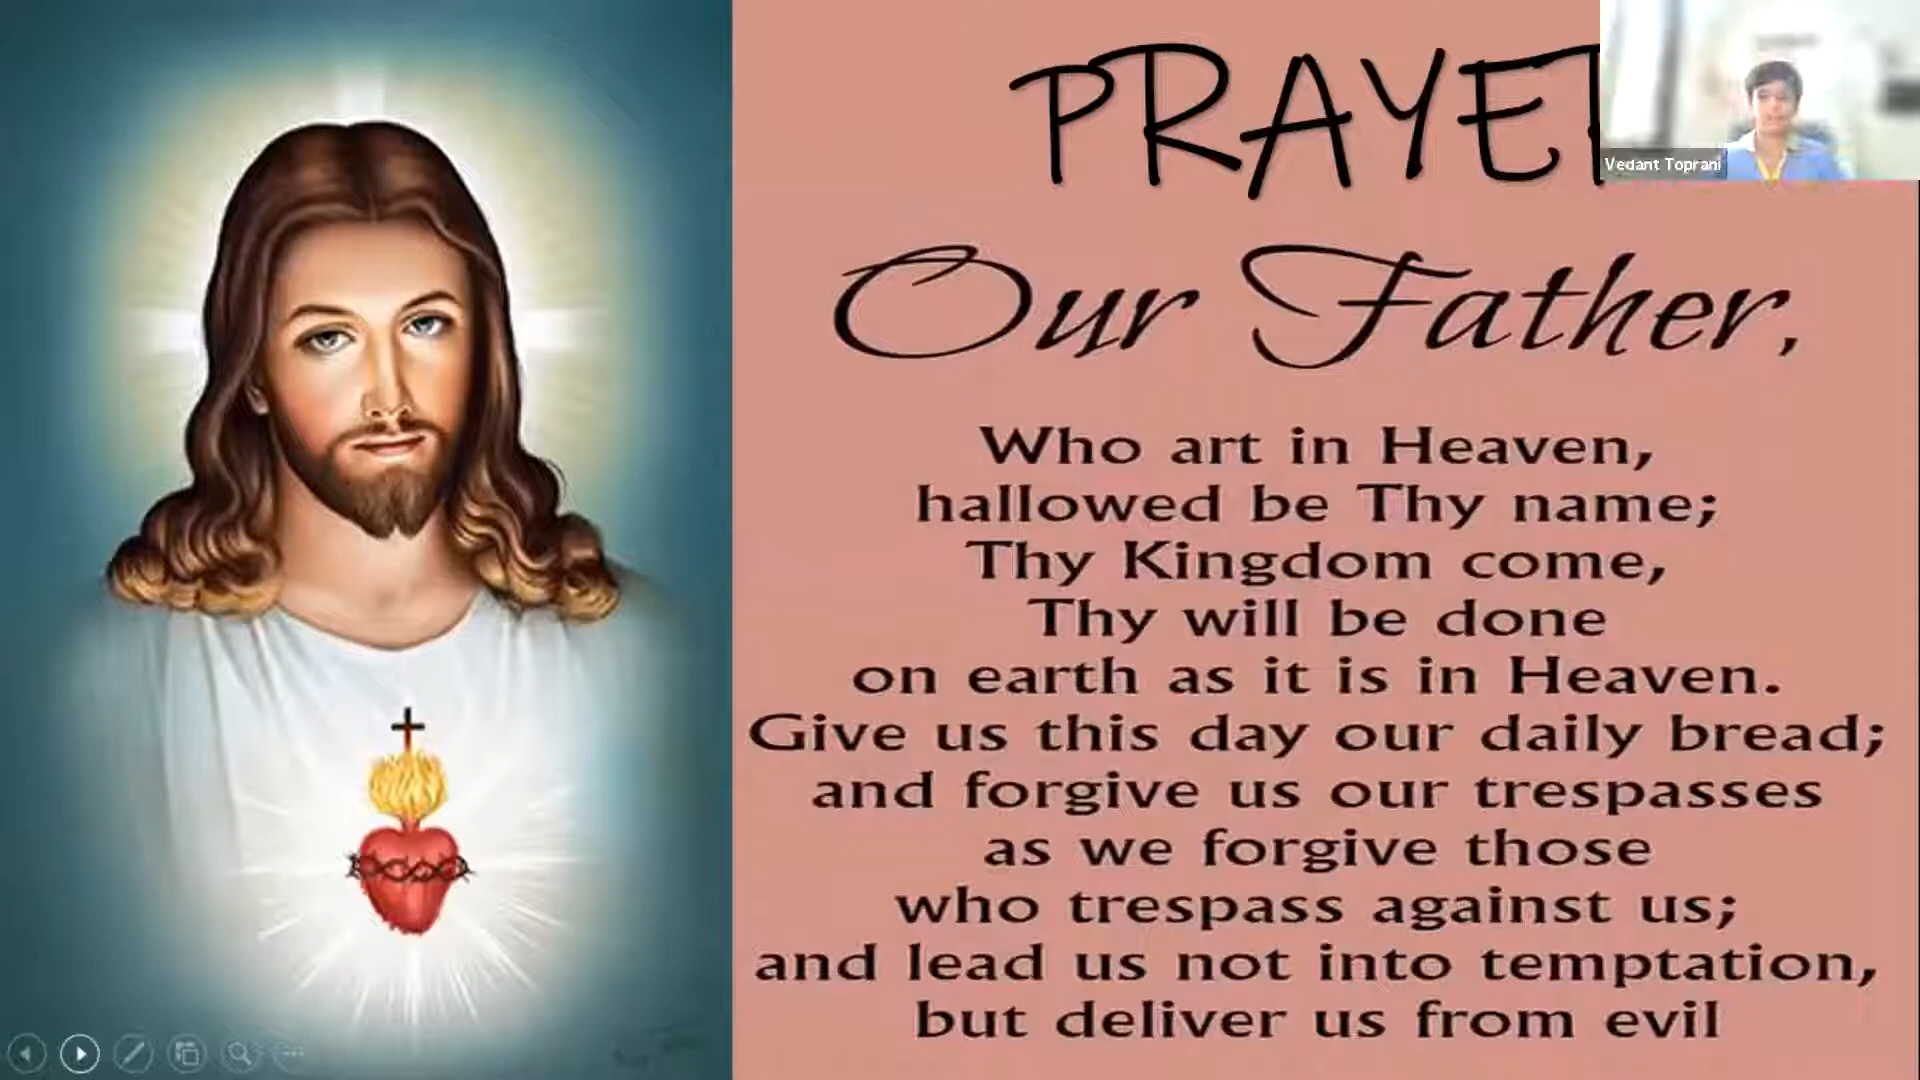 PRAYE
Vedant Toprani
Our Father,
Who art in Heaven,
hallowed be Thy name;
Thy Kingdom come,
Thy will be done
on earth as it is in Heaven.
Give us this day our daily bread;
and forgive us our trespasses
as we forgive those
who trespass against us;
and lead us not into temptation,
but deliver us from evil